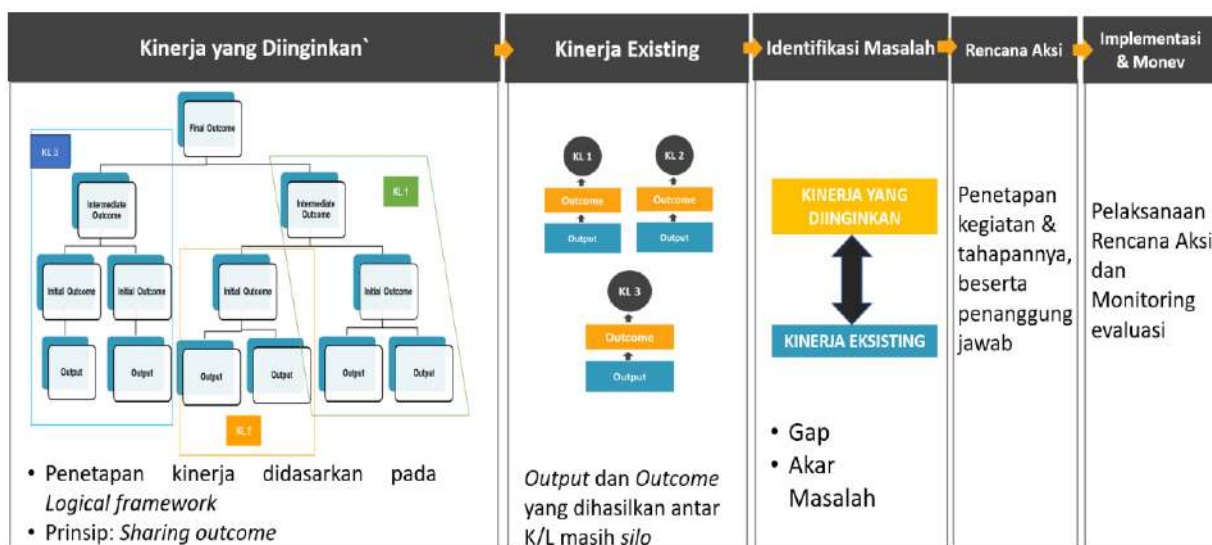 Kinerja yang Diinginkan`
Kinerja Existing
Identifikasi Masalah
Rencana Aksi
Implementasi
& Monev
Final Outcome
KL 3
KL 1
Intermediate
Outcome
Intermediate
Outcome
Initial Outcome
Initial Outcome
Initial Outcome
Initial Outcome
Output
Output
Output
Output
Output
Output
KL 2
• Penetapan kinerja didasarkan pada
Logical framework
• Prinsip: Sharing outcome
KL 1
Outcome
Output
KL 2
Outcome
Output
KL 3
Outcome
Output
Output dan Outcome
yang dihasilkan antar
K/L masih silo
KINERJA YANG
DIINGINKAN
KINERJA EKSISTING
• Gap
• Akar
Masalah
Penetapan
kegiatan &
tahapannya,
beserta
penanggung
jawab
Pelaksanaan
Rencana Aksi
dan
Monitoring
evaluasi